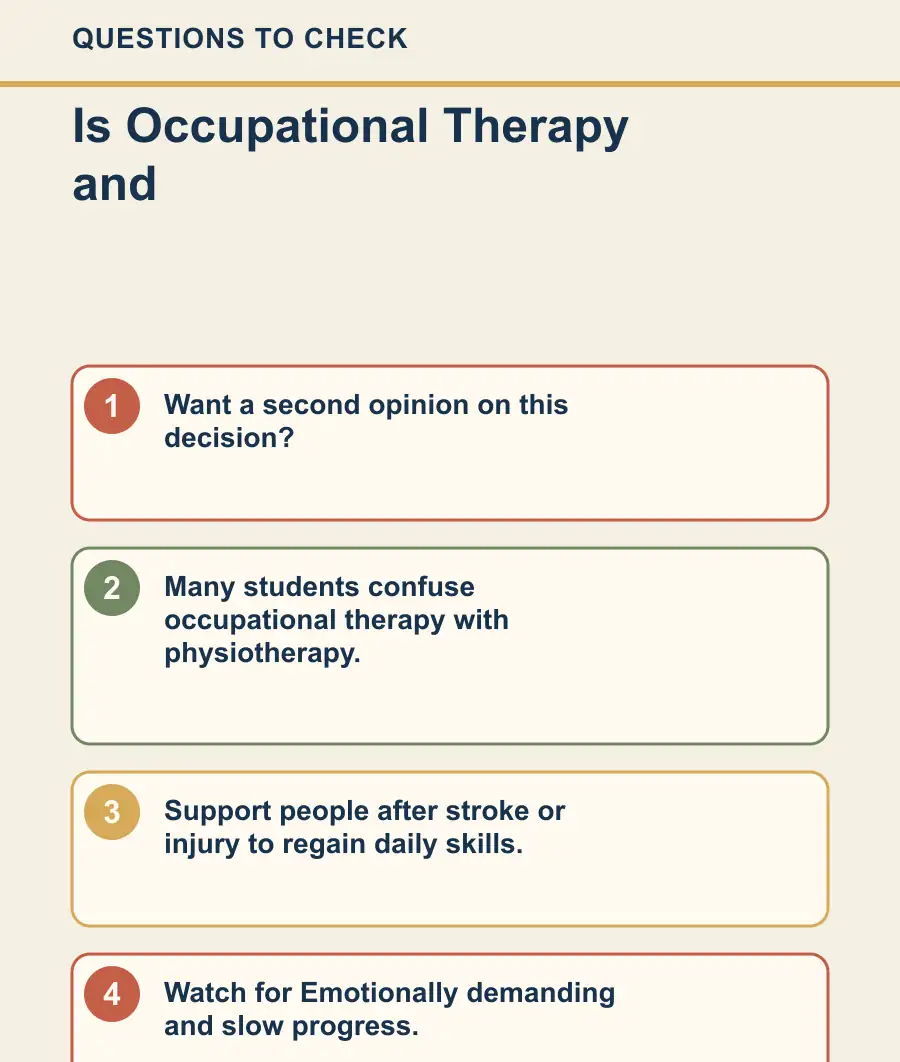 QUESTIONS TO CHECK
Is Occupational Therapy
and
1
Want a second opinion on this
decision?
2
Many students confuse
occupational therapy with
physiotherapy.
3
Support people after stroke or
injury to regain daily skills.
4
Watch for Emotionally demanding
and slow progress.